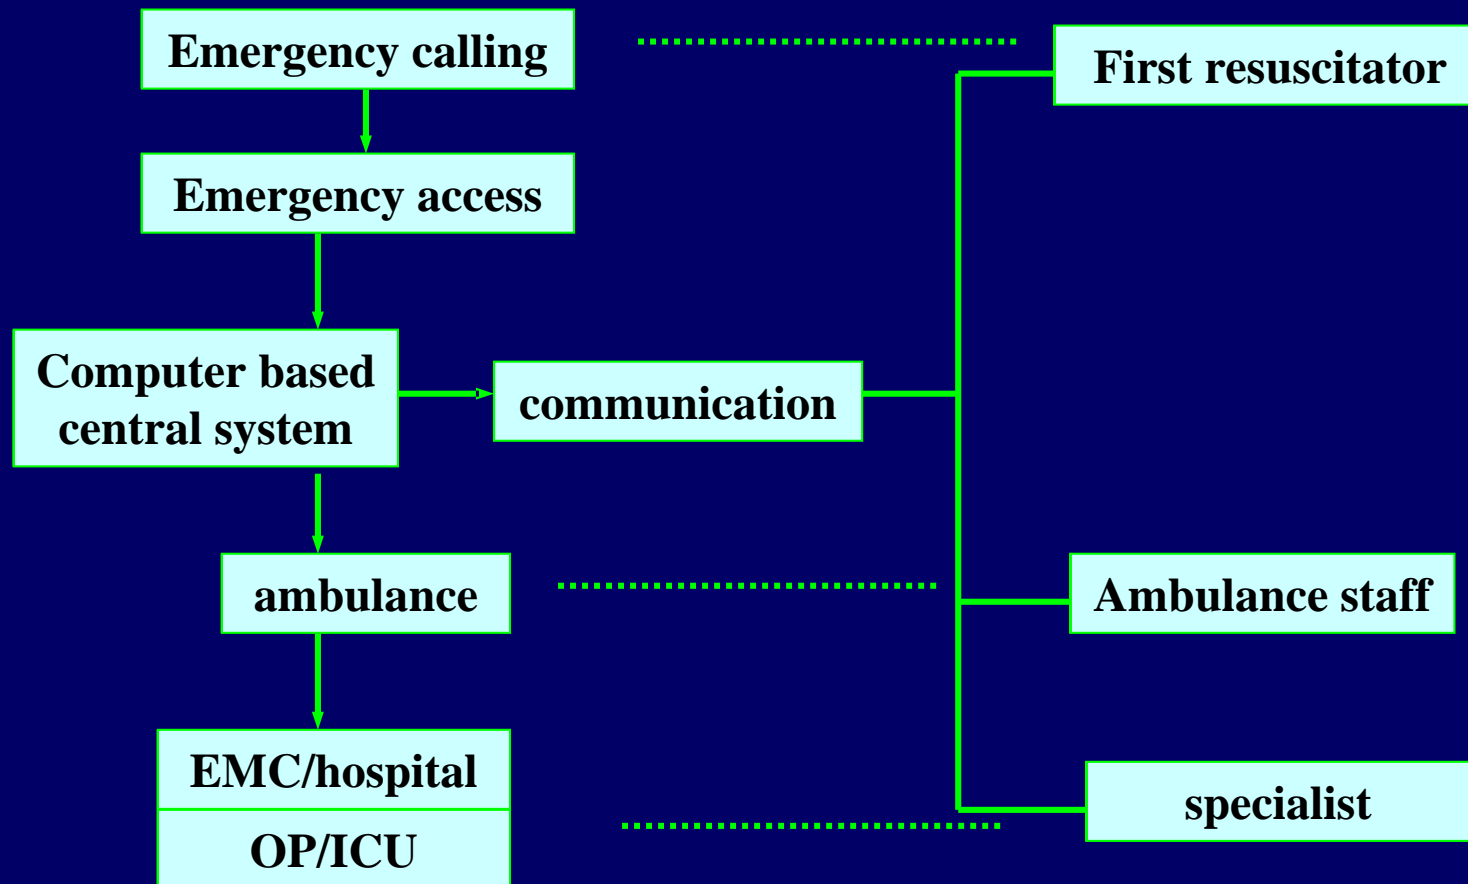 Emergency calling
First resuscitator
Emergency access
Computer based
central system
communication
ambulance
Ambulance staff
EMC/hospital
specialist
OP/ICU